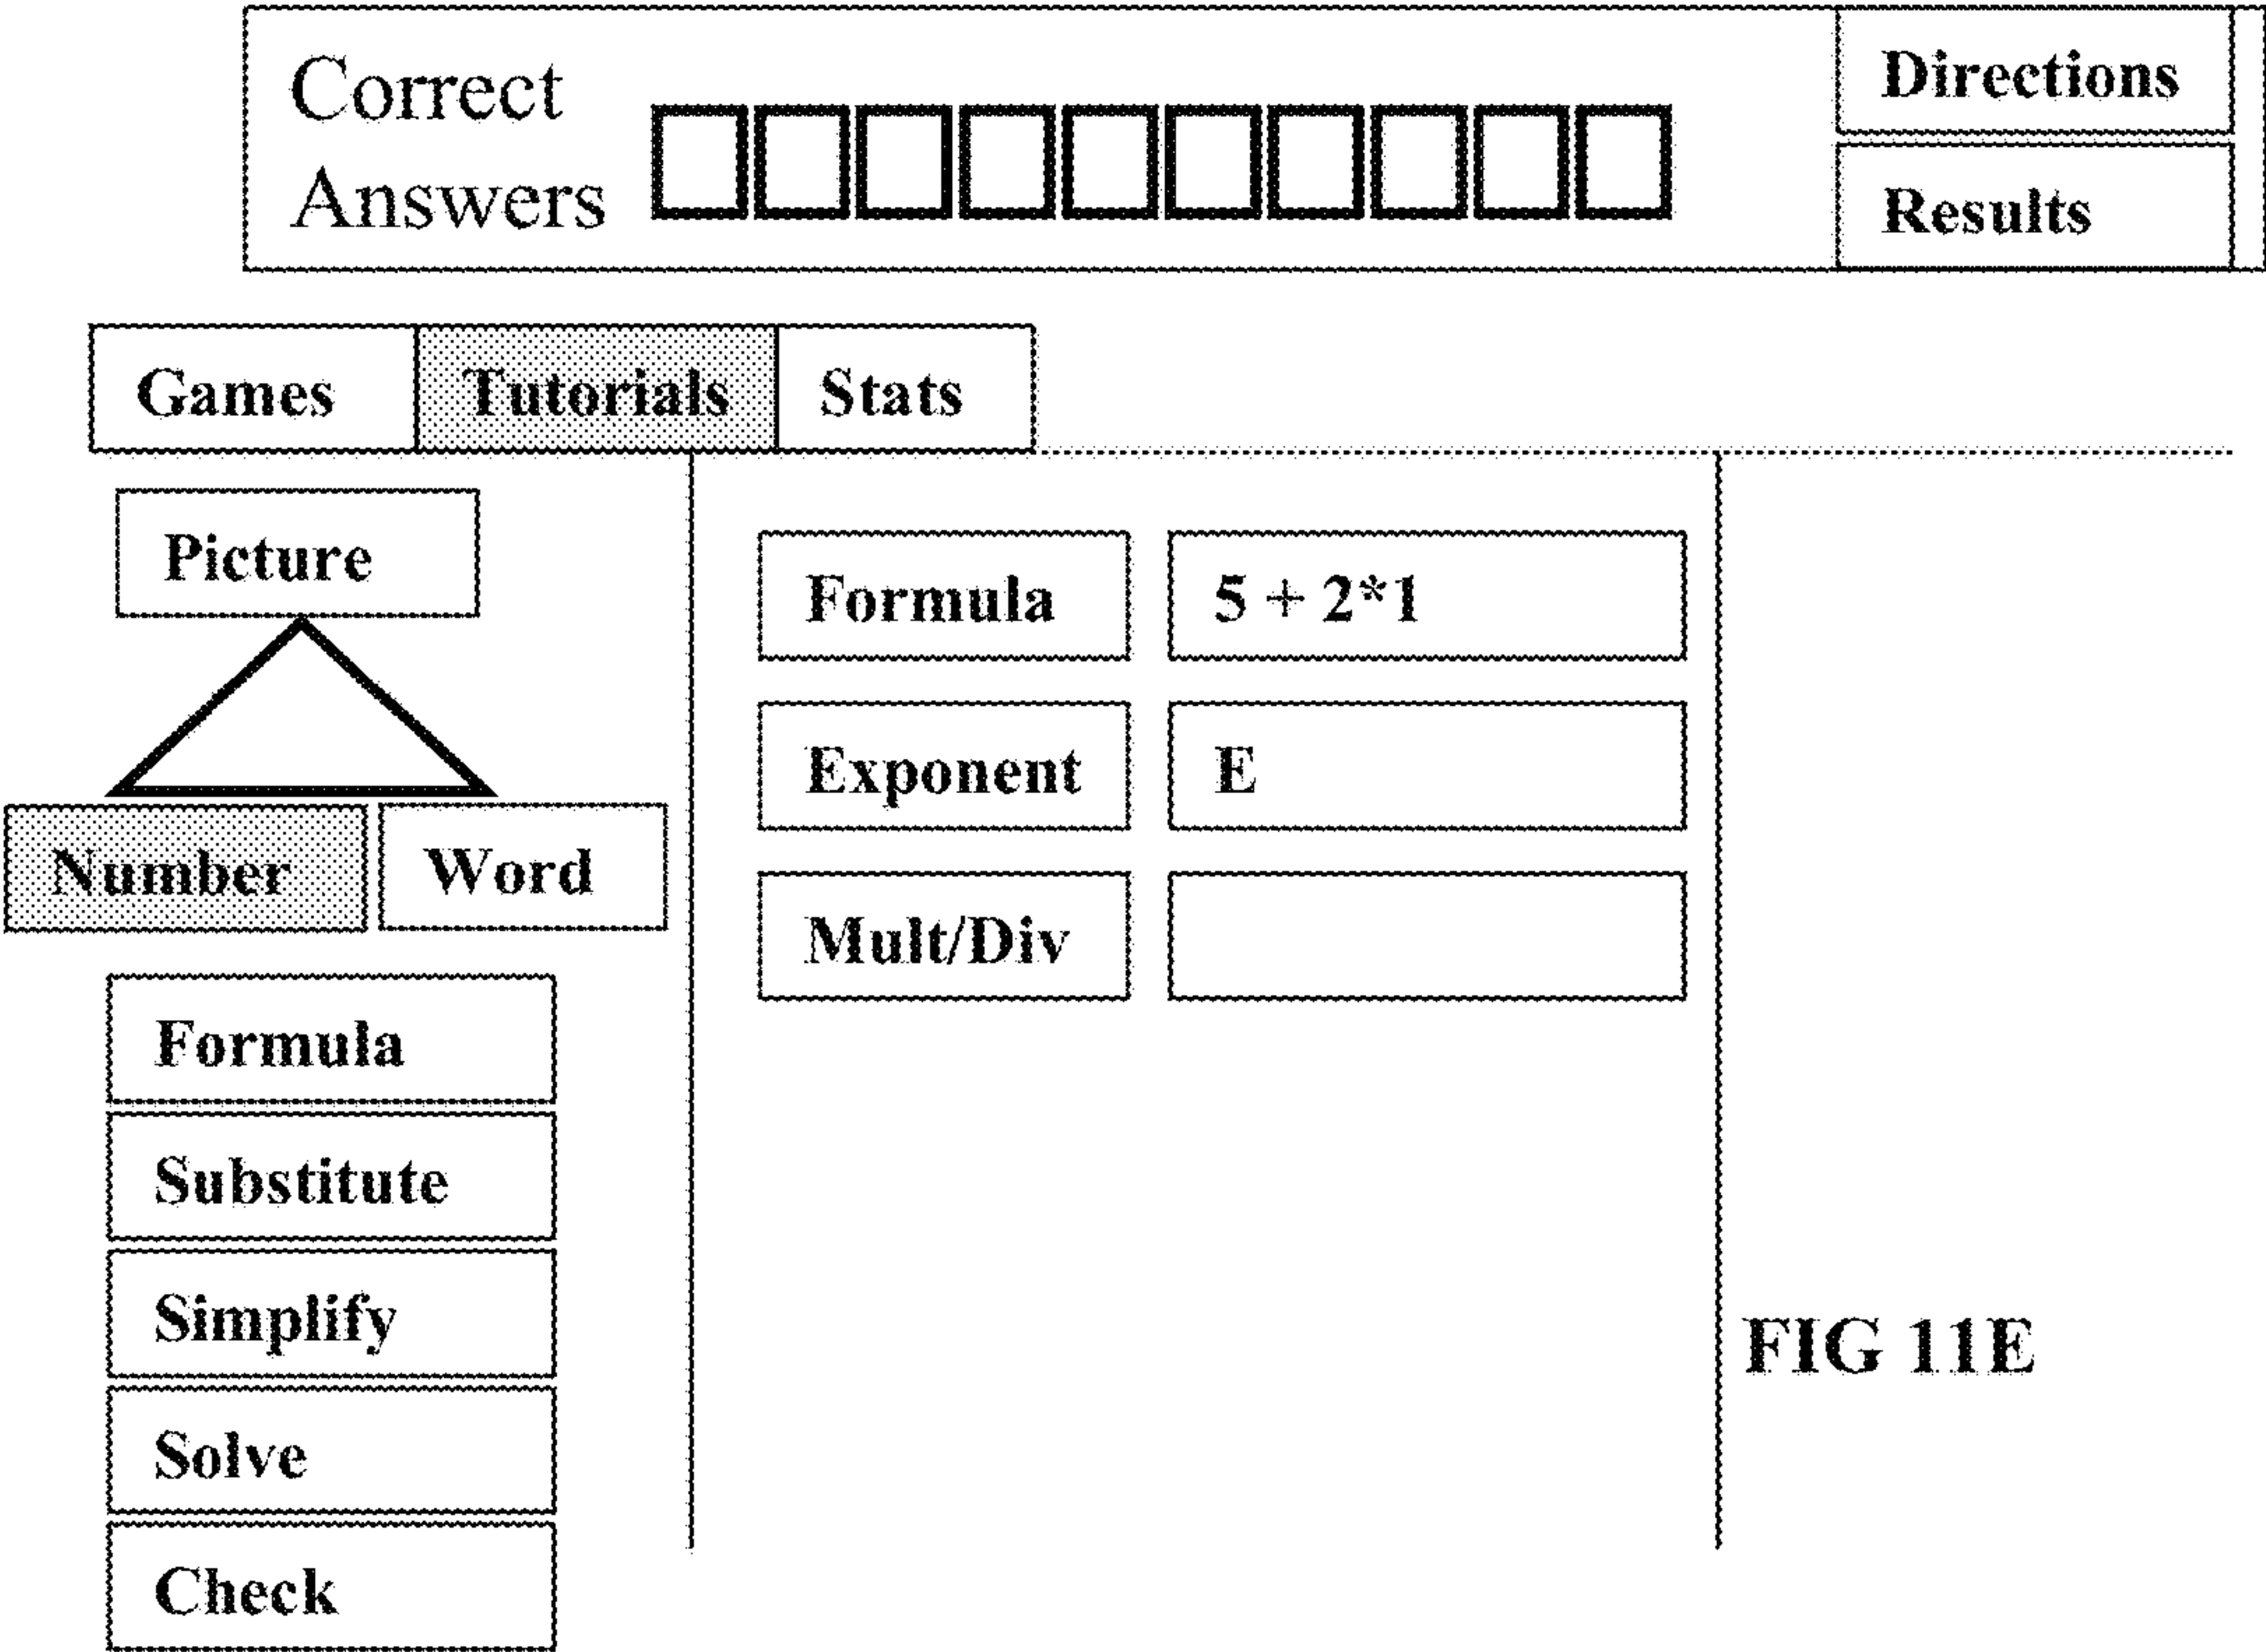 Correct
Answers
Directions
Results
Games Tutorials Stats
Picture
Number Word
Formula
Substitute
Simplify
Solve
Check
Formula 5 + 2*1
Exponent E
Mult/Div
FIG 11E